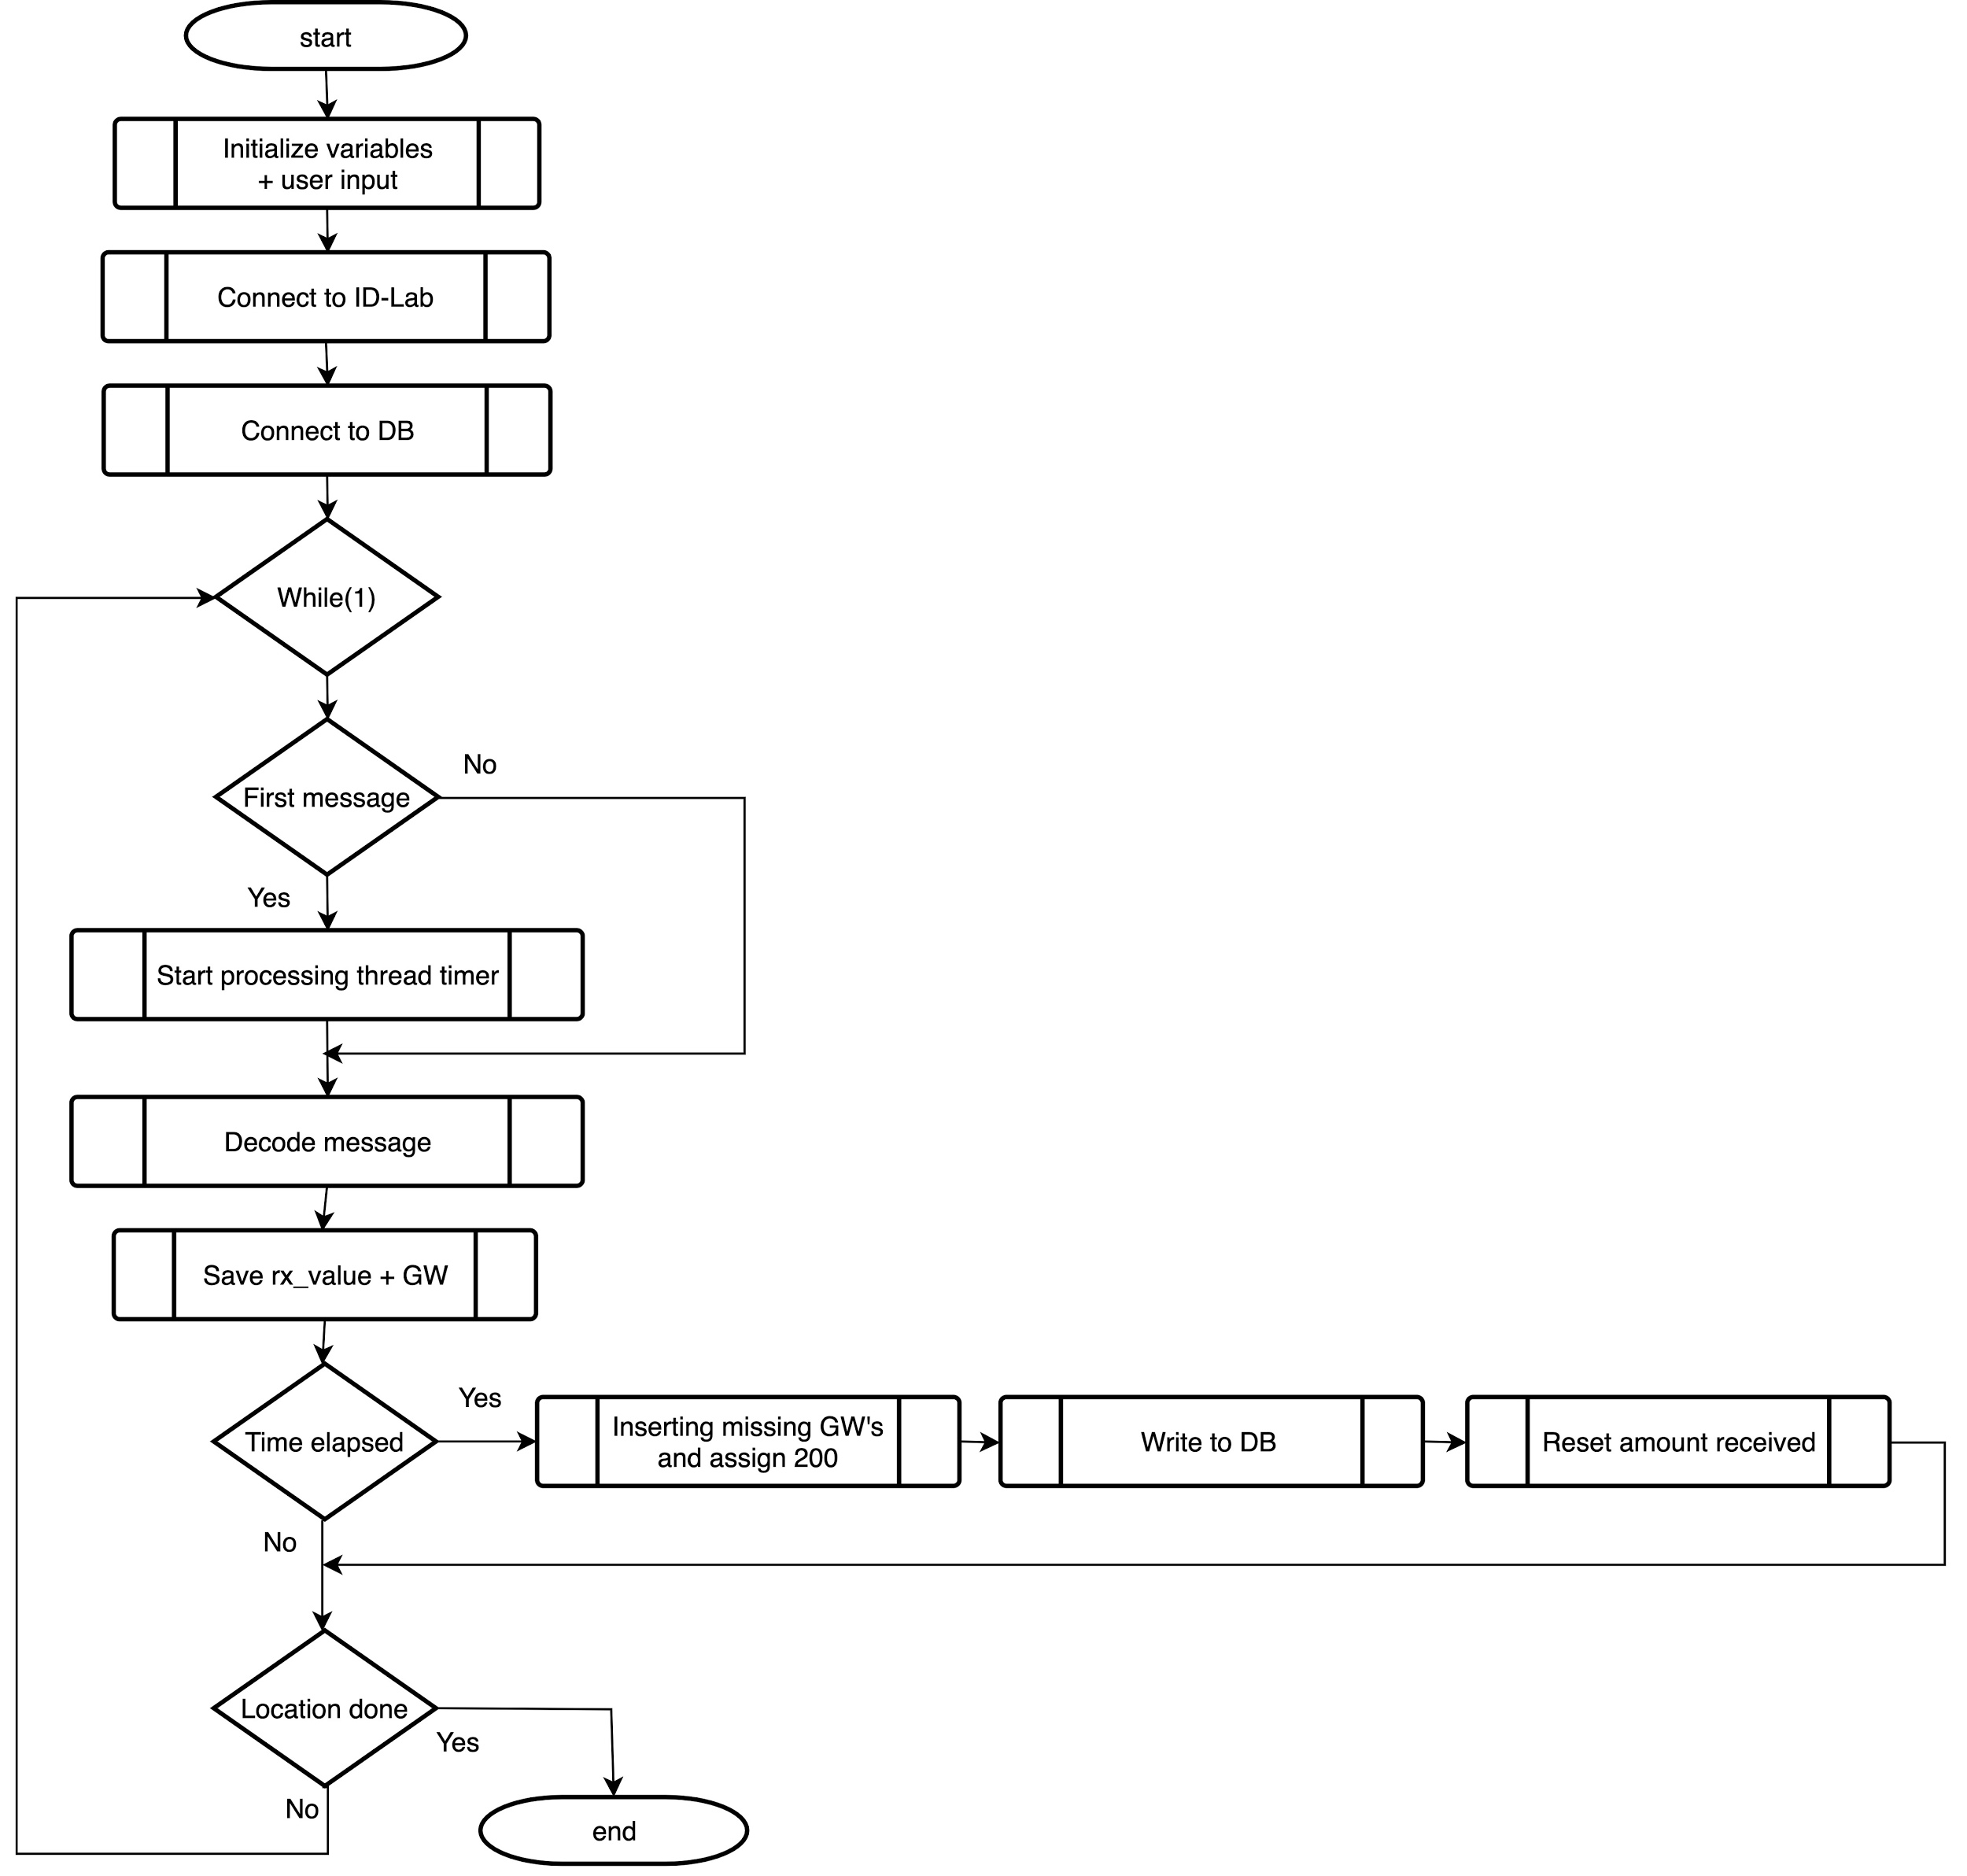 start
Initialize variables
+ user input
Connect to ID-Lab
Connect to DB
While(1)
First message
No
Yes
Start processing thread timer
Decode message
Save rx_value + GW
Time elapsed
Yes
Inserting missing GW's
and assign 200
Write to DB
Reset amount received
No
Location done
Yes
No
end